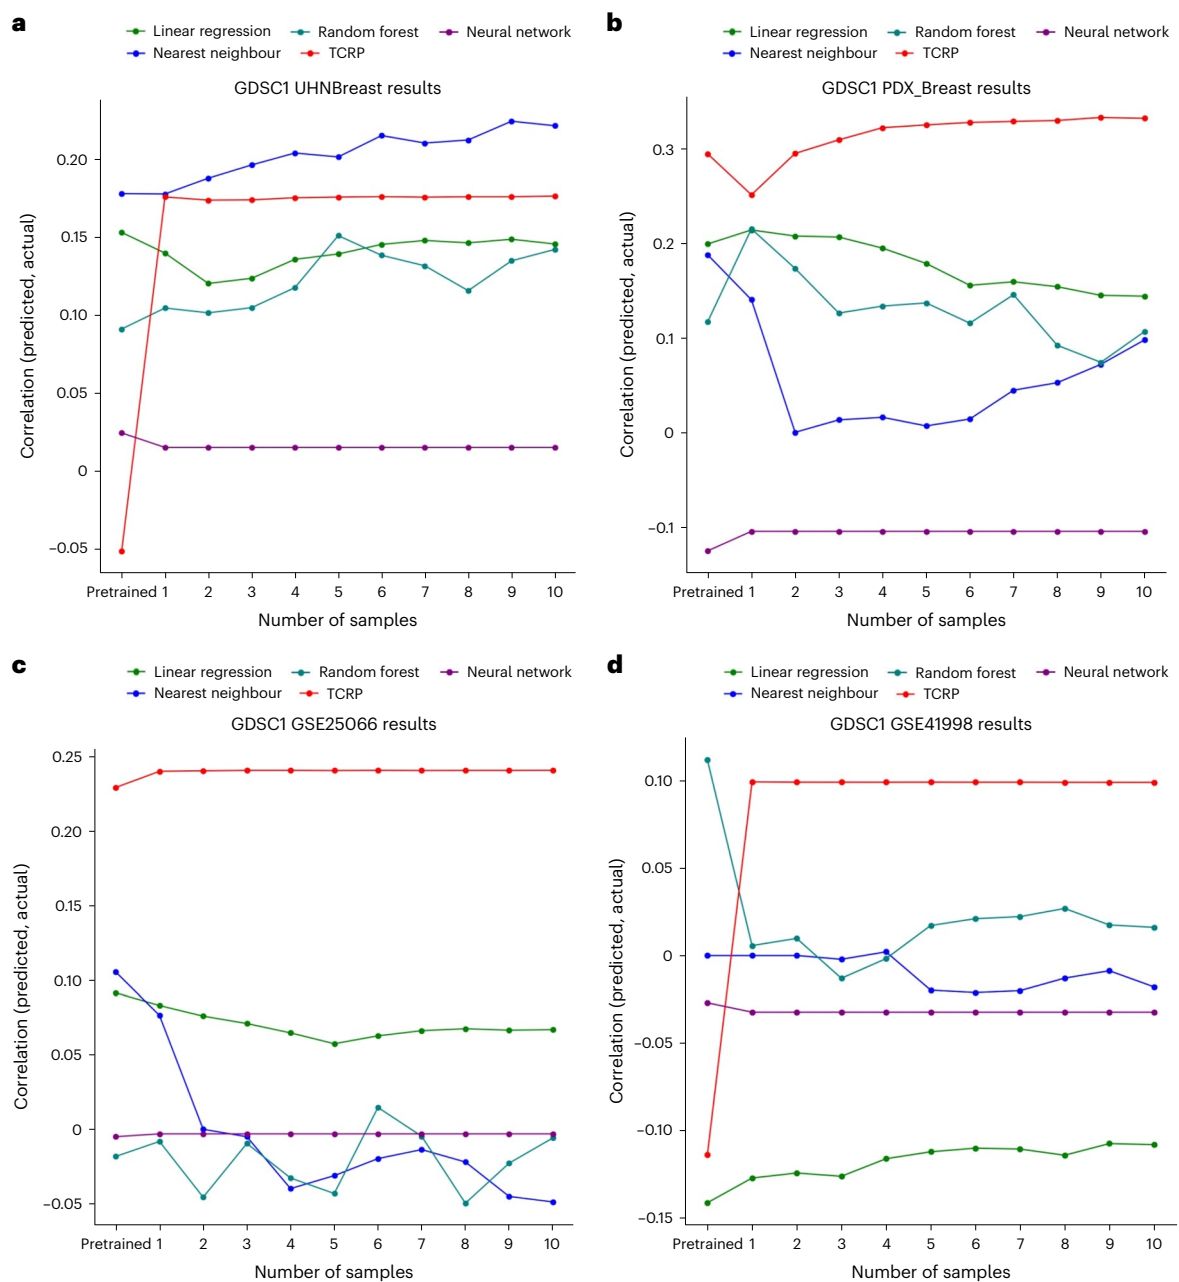 a
Linear regression Random forest Neural network
Nearest neighbour TCRP
GDSC1 UHNBreast results
Correlation (predicted, actual)
0.20
0.15
0.10
0.05
0
−0.05
Pretrained 1 2 3 4 5 6 7 8 9 10
Number of samples
b
Linear regression Random forest Neural network
Nearest neighbour TCRP
GDSC1 PDX_Breast results
Correlation (predicted, actual)
0.3
0.2
0.1
0
−0.1
Pretrained 1 2 3 4 5 6 7 8 9 10
Number of samples
c
Linear regression Random forest Neural network
Nearest neighbour TCRP
GDSC1 GSE25066 results
Correlation (predicted, actual)
0.25
0.20
0.15
0.10
0.05
0
−0.05
Pretrained 1 2 3 4 5 6 7 8 9 10
Number of samples
d
Linear regression Random forest Neural network
Nearest neighbour TCRP
GDSC1 GSE41998 results
Correlation (predicted, actual)
0.10
0.05
0
−0.05
−0.10
−0.15
Pretrained 1 2 3 4 5 6 7 8 9 10
Number of samples